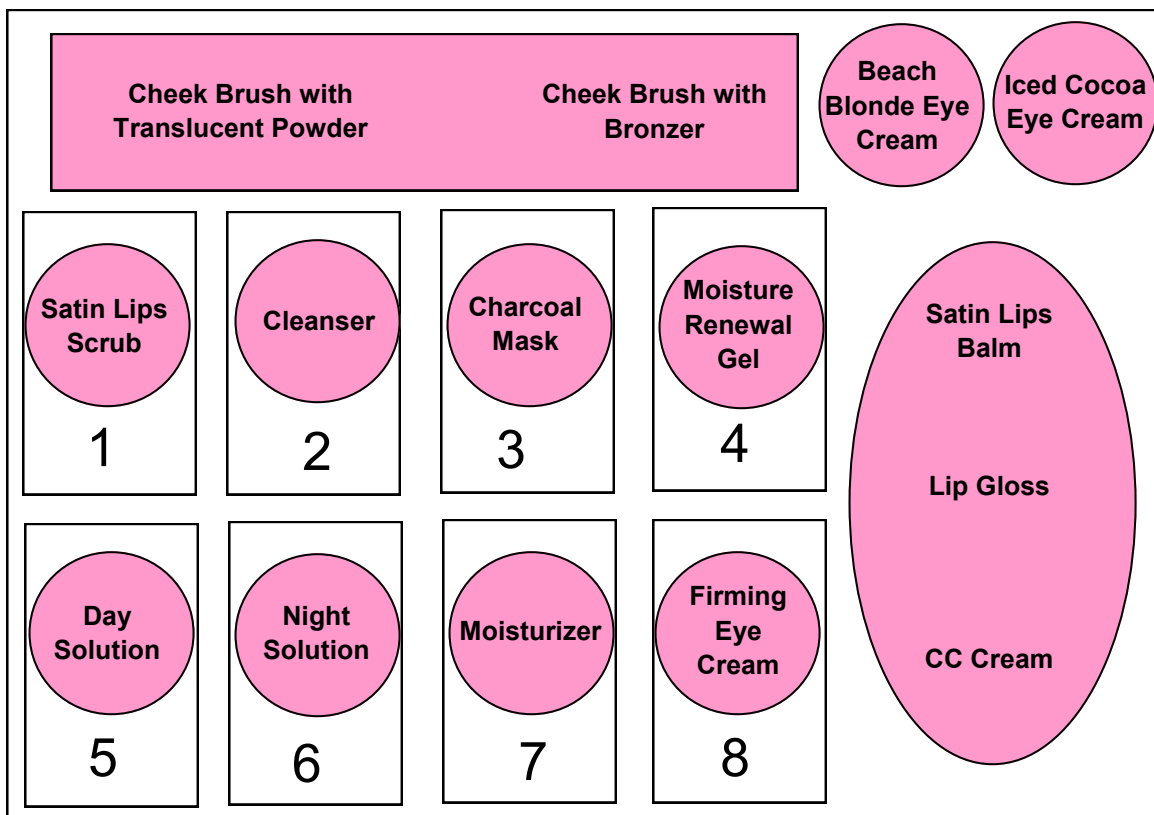 Cheek Brush with
Translucent Powder
Cheek Brush with
Bronzer
Beach
Blonde Eye
Cream
Iced Cocoa
Eye Cream
Satin Lips
Scrub
1
Cleanser
2
Charcoal
Mask
3
Moisture
Renewal
Gel
4
Satin Lips
Balm
Lip Gloss
CC Cream
Day
Solution
5
Night
Solution
6
Moisturizer
7
Firming
Eye
Cream
8